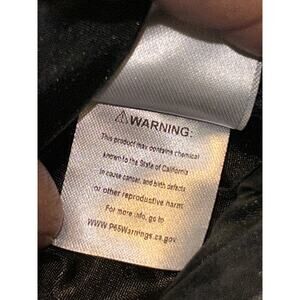 ⚠WARNING:
This product may contains chemical
known to the State of California
to cause cancer, and birth defects
or other reproductive harm.
For more info, go to
WWW.P65Warnings.ca.gov